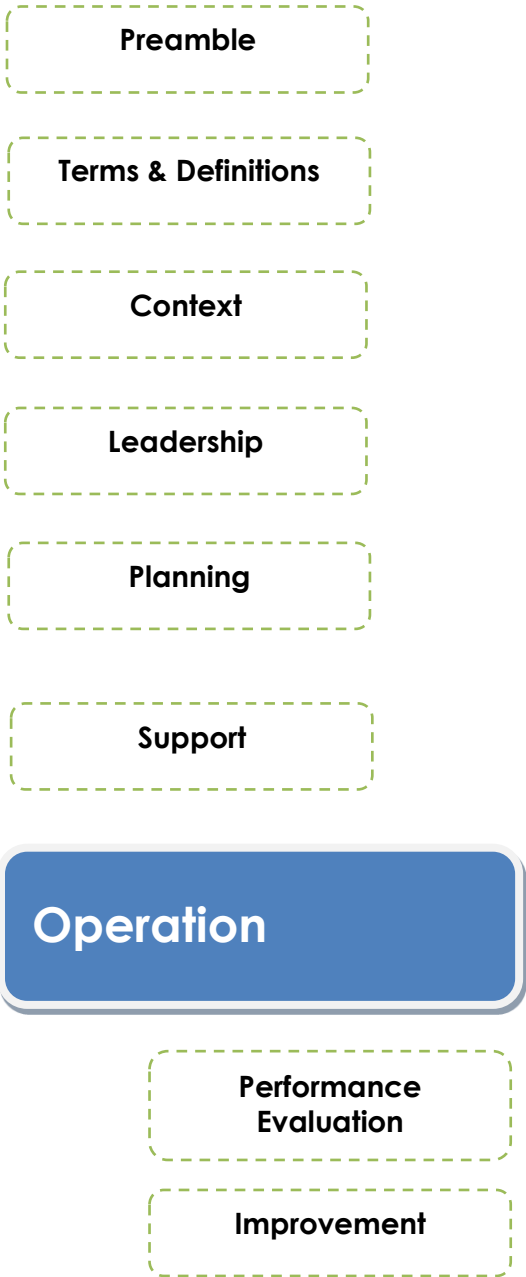 Preamble
Terms & Definitions
Context
Leadership
Planning
Support
Operation
Performance
Evaluation
Improvement